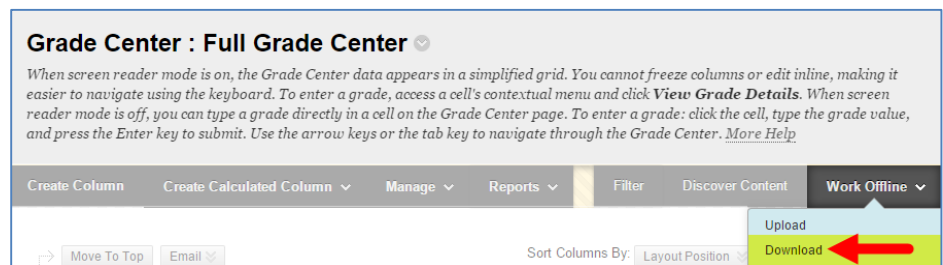 Grade Center : Full Grade Center
When screen reader mode is on, the Grade Center data appears in a simplified grid. You cannot freeze columns or edit inline, making it
easier to navigate using the keyboard. To enter a grade, access a cell's contextual menu and click View Grade Details. When screen
reader mode is off, you can type a grade directly in a cell on the Grade Center page. To enter a grade: click the cell, type the grade value,
and press the Enter key to submit. Use the arrow keys or the tab key to navigate through the Grade Center. More Help
Create Column Create Calculated Column Manage Reports Filter Discover Content Work Offline
Upload
Move To Top Email Sort Columns By: Layout Position Download